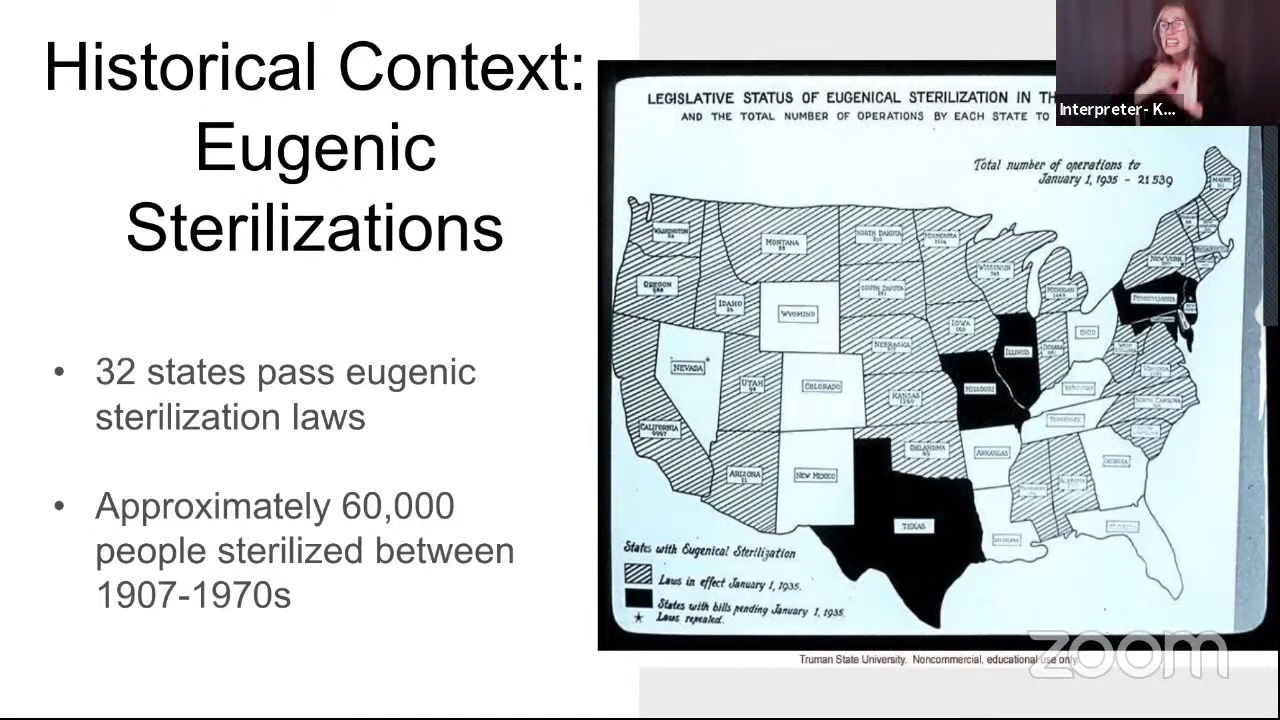 Historical Context:
Eugenic
Sterilizations
• 32 states pass eugenic
sterilization laws
• Approximately 60,000
people sterilized between
1907-1970s
LEGISLATIVE STATUS OF EUGENICAL STERILIZATION IN TH
AND THE TOTAL NUMBER OF OPERATIONS BY EACH STATE TO
Total number of operations to
January 1, 1935 - 21539
Interpreter- K...
MAINE
WASHINGTON
MONTANA
NORTH DAKOTA
MINNESOTA
WISCONSIN
MICHIGAN
NEW YORK
OREGON
IDAHO
SOUTH DAKOTA
WYOMING
IOWA
PENNSYLVANIA
NEVADA
*
UTAH
COLORADO
NEBRASKA
ILLINOIS
INDIANA
OHIO
CALIFORNIA
KANSAS
MISSOURI
KENTUCKY
VIRGINIA
NORTH CAROLINA
TENNESSEE
ARIZONA
NEW MEXICO
OKLAHOMA
ARKANSAS
ALABAMA
GEORGIA
TEXAS
States with Eugenical Sterilization
Laws in effect January 1, 1935.
States with bills pending January 1, 1935.
★ Laws repealed.
Truman State University. Noncommercial, educational use only.
zoom